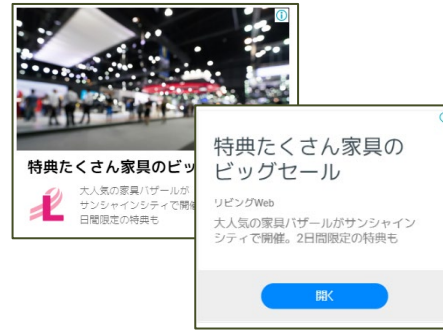 特典たくさん家具のビッ
大人気の家具バザールが
サンシャインシティで開催
日間限定の特典も
特典たくさん家具の
ビッグセール
リビングWeb
大人気の家具バザールがサンシャイン
シティで開催。2日間限定の特典も
開く